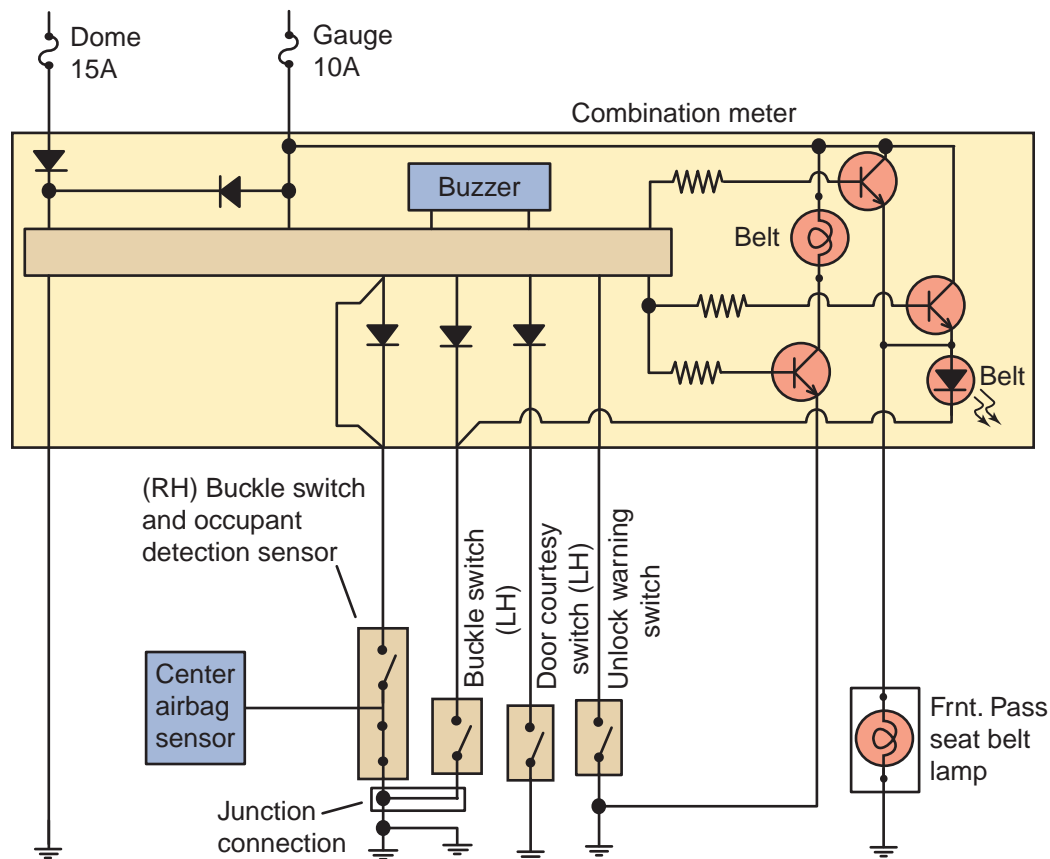 Dome
15A
Gauge
10A
Combination meter
Buzzer
Belt
Belt
(RH) Buckle switch
and occupant
detection sensor
Buckle switch
(LH)
Door courtesy
switch (LH)
Unlock warning
switch
Center
airbag
sensor
Frnt. Pass
seat belt
lamp
Junction
connection